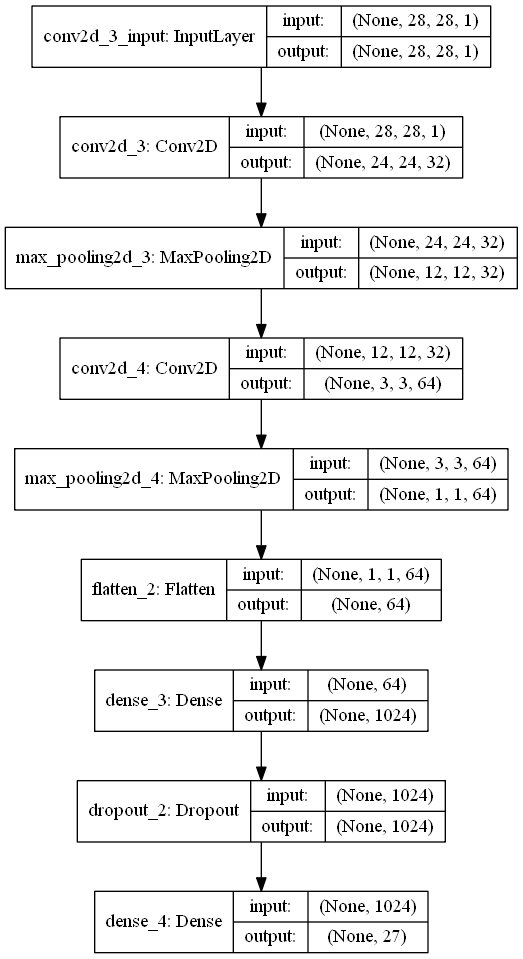 conv2d_3_input: InputLayer
input: (None, 28, 28, 1)
output: (None, 28, 28, 1)
conv2d_3: Conv2D
input: (None, 28, 28, 1)
output: (None, 24, 24, 32)
max_pooling2d_3: MaxPooling2D
input: (None, 24, 24, 32)
output: (None, 12, 12, 32)
conv2d_4: Conv2D
input: (None, 12, 12, 32)
output: (None, 3, 3, 64)
max_pooling2d_4: MaxPooling2D
input: (None, 3, 3, 64)
output: (None, 1, 1, 64)
flatten_2: Flatten
input: (None, 1, 1, 64)
output: (None, 64)
dense_3: Dense
input: (None, 64)
output: (None, 1024)
dropout_2: Dropout
input: (None, 1024)
output: (None, 1024)
dense_4: Dense
input: (None, 1024)
output: (None, 27)